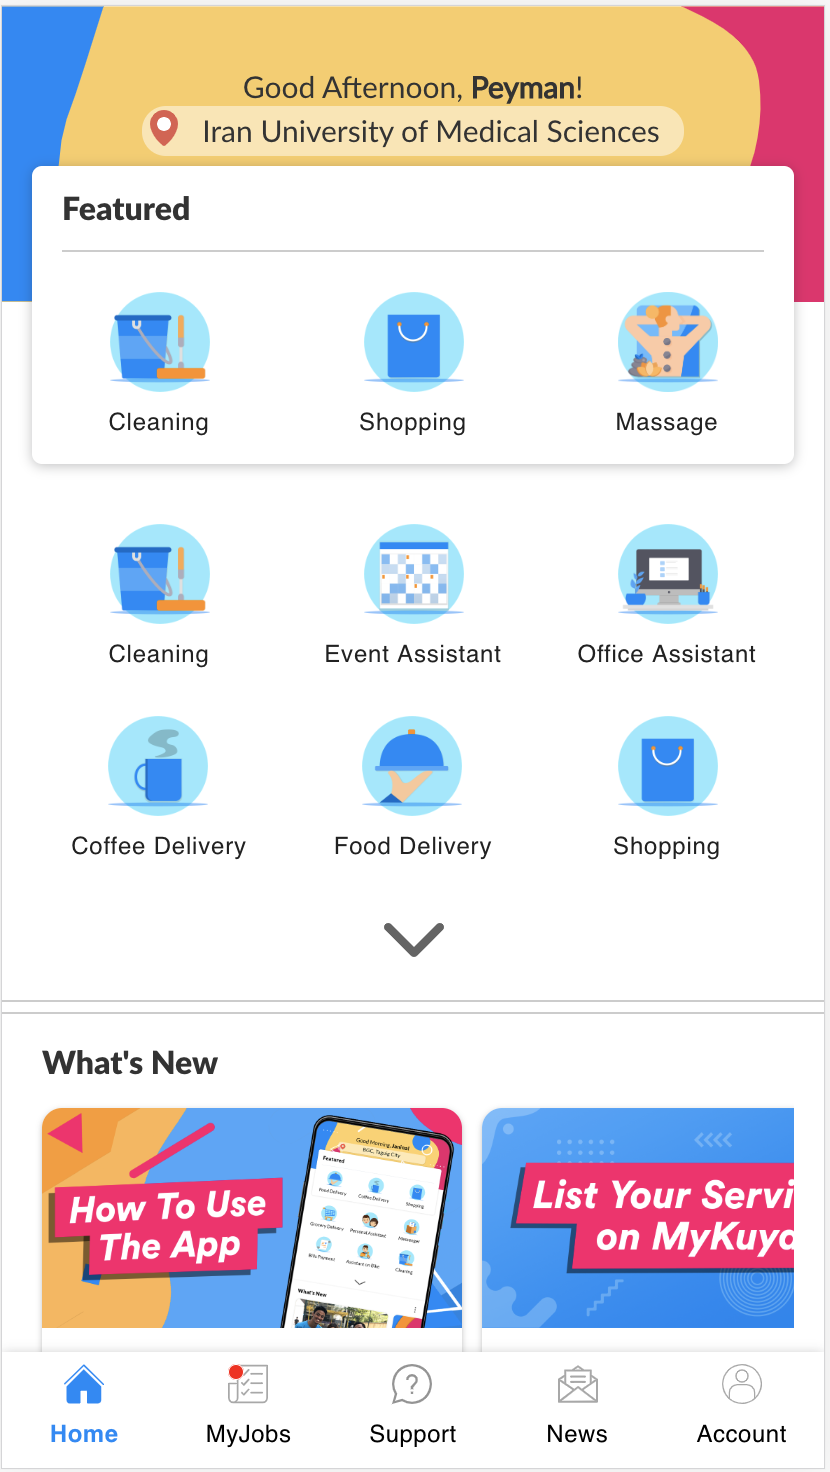 Good Afternoon, Peyman!
Iran University of Medical Sciences
Featured
Cleaning
Shopping
Massage
Cleaning
Event Assistant
Office Assistant
Coffee Delivery
Food Delivery
Shopping
What's New
How To Use
The App
Good Morning,
BGC, Taguig City
Featured
Food Delivery
Coffee Delivery
Shopping
Grocery Delivery
Personal Assistant
Messenger
Bills Payment
Assistant on Bike
Cleaning
What's New
List Your Servi
on MyKuya
Home
MyJobs
Support
News
Account